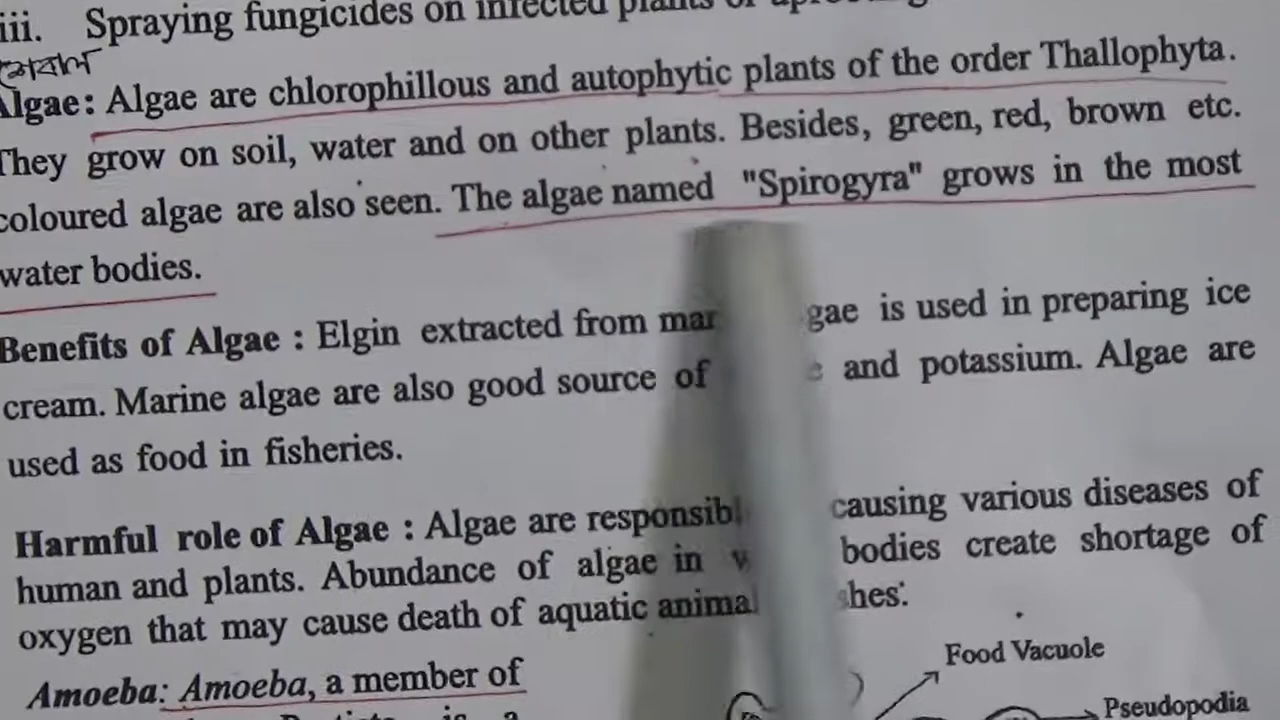 iii. Spraying fungicides on infected plants or
শৈবাল
Algae: Algae are chlorophillous and autophytic plants of the order Thallophyta.
They grow on soil, water and on other plants. Besides, green, red, brown etc.
coloured algae are also seen. The algae named "Spirogyra" grows in the most
water bodies.
Benefits of Algae : Elgin extracted from mar gae is used in preparing ice
cream. Marine algae are also good source of and potassium. Algae are
used as food in fisheries.
Harmful role of Algae : Algae are responsibl causing various diseases of
human and plants. Abundance of algae in w bodies create shortage of
oxygen that may cause death of aquatic animal shes.
Amoeba: Amoeba, a member of
Food Vacuole
Pseudopodia